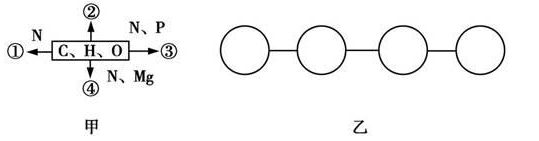 ②
N N、P
① C、H、O ③
N、Mg
④
甲 乙